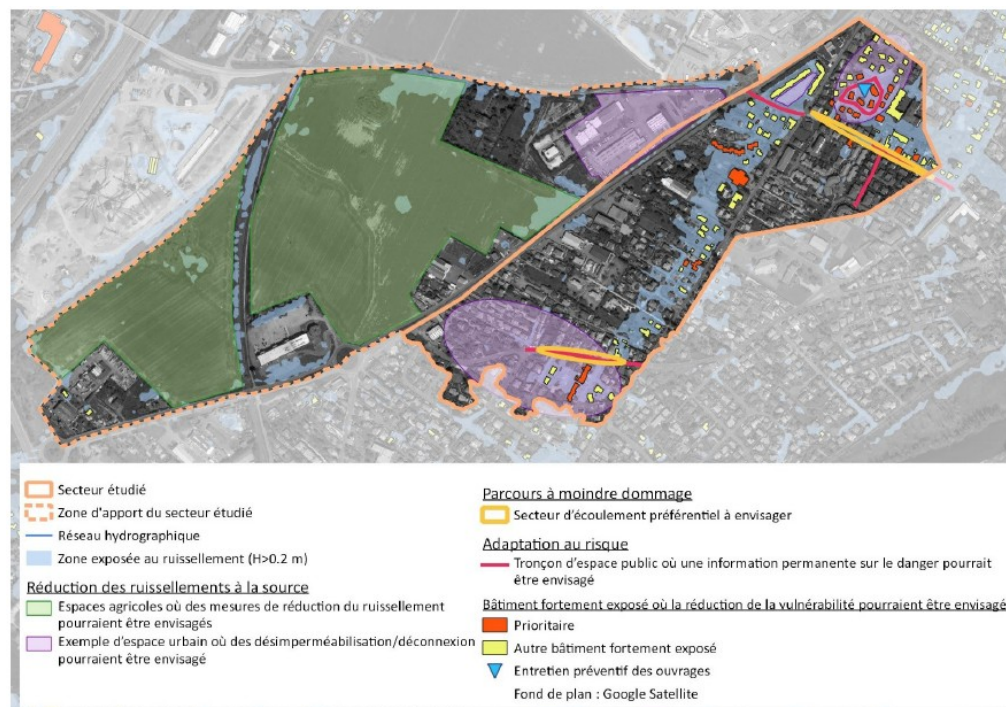 Secteur étudié
Zone d'apport du secteur étudié
Réseau hydrographique
Zone exposée au ruissellement (H>0.2 m)
Réduction des ruissellements à la source
Espaces agricoles où des mesures de réduction du ruissellement
pourraient être envisagés
Exemple d'espace urbain où des désimperméabilisation/déconnexion
pourraient être envisagé
Parcours à moindre dommage
Secteur d'écoulement préférentiel à envisager
Adaptation au risque
Tronçon d'espace public où une information permanente sur le danger pourrait
être envisagé
Bâtiment fortement exposé où la réduction de la vulnérabilité pourraient être envisagé
Prioritaire
Autre bâtiment fortement exposé
Entretien préventif des ouvrages
Fond de plan : Google Satellite